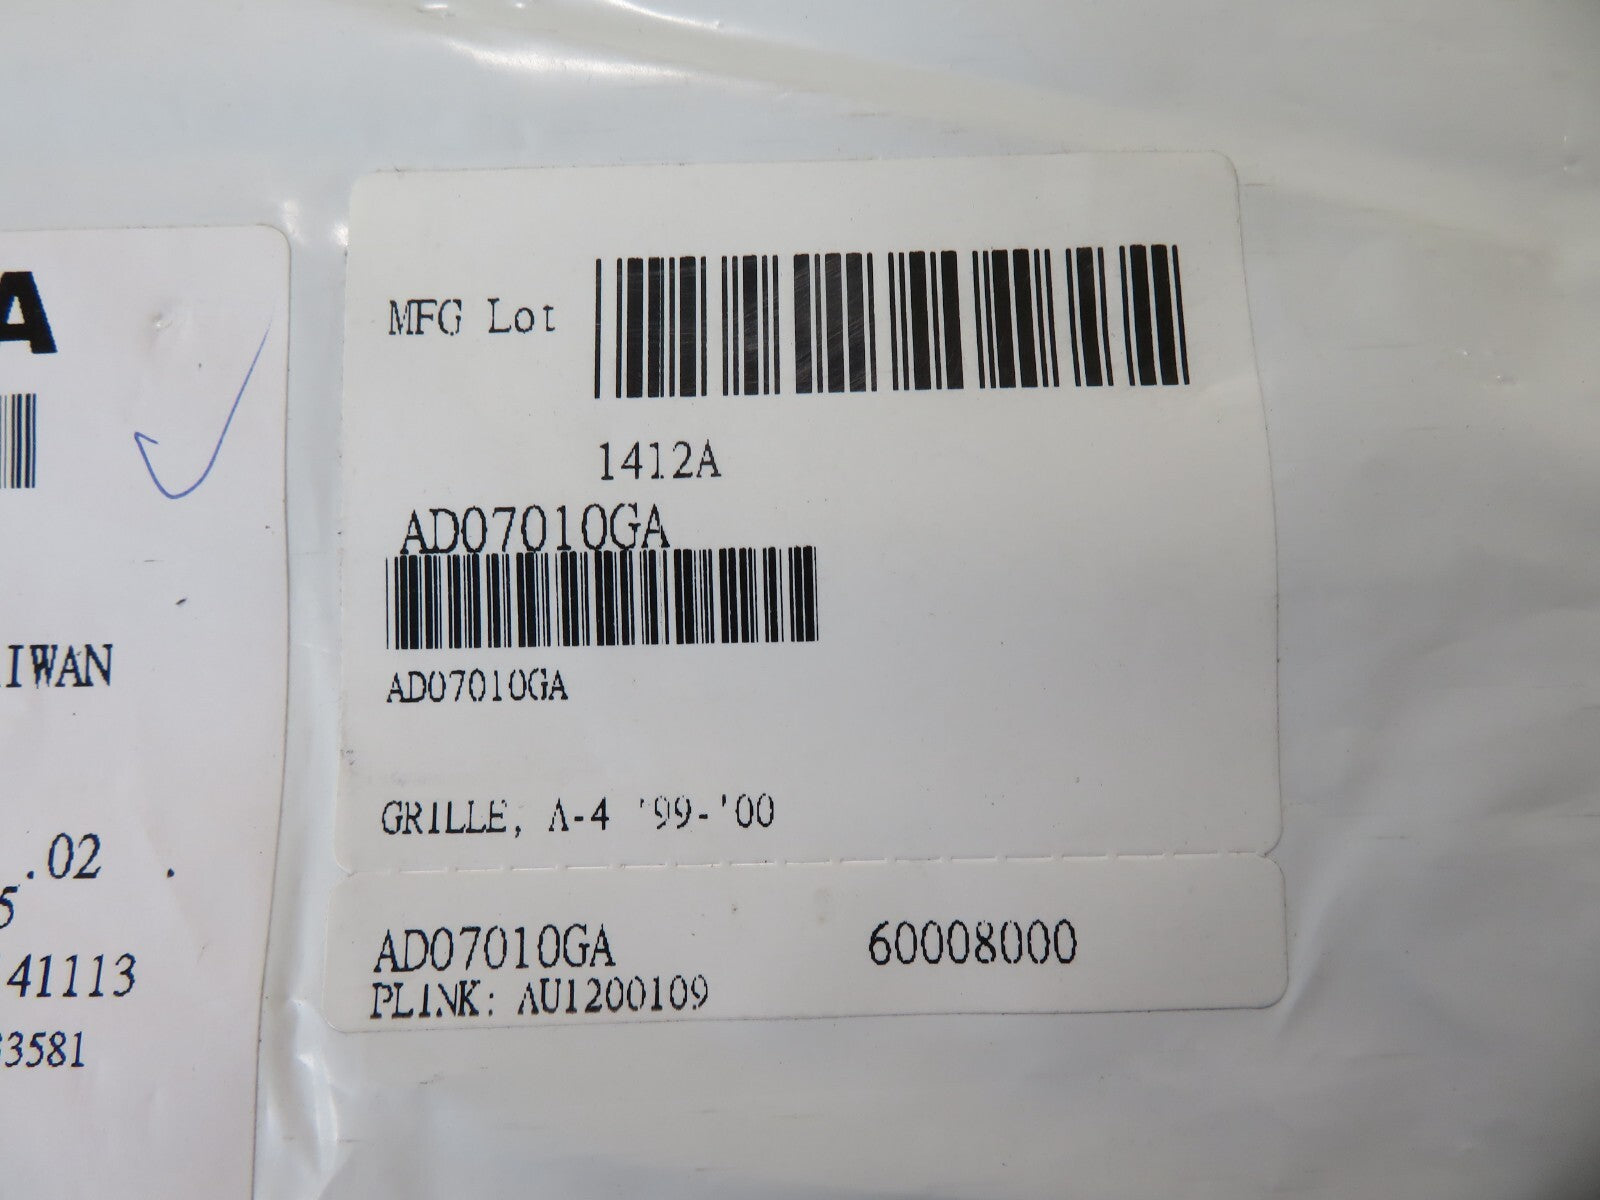 A
IWAN
.02 .
5
41113
3581
MFG Lot
1412A
AD07010GA
AD07010GA
GRILLE, A-4 '99-'00
AD07010GA 60008000
PLINK: AU1200109